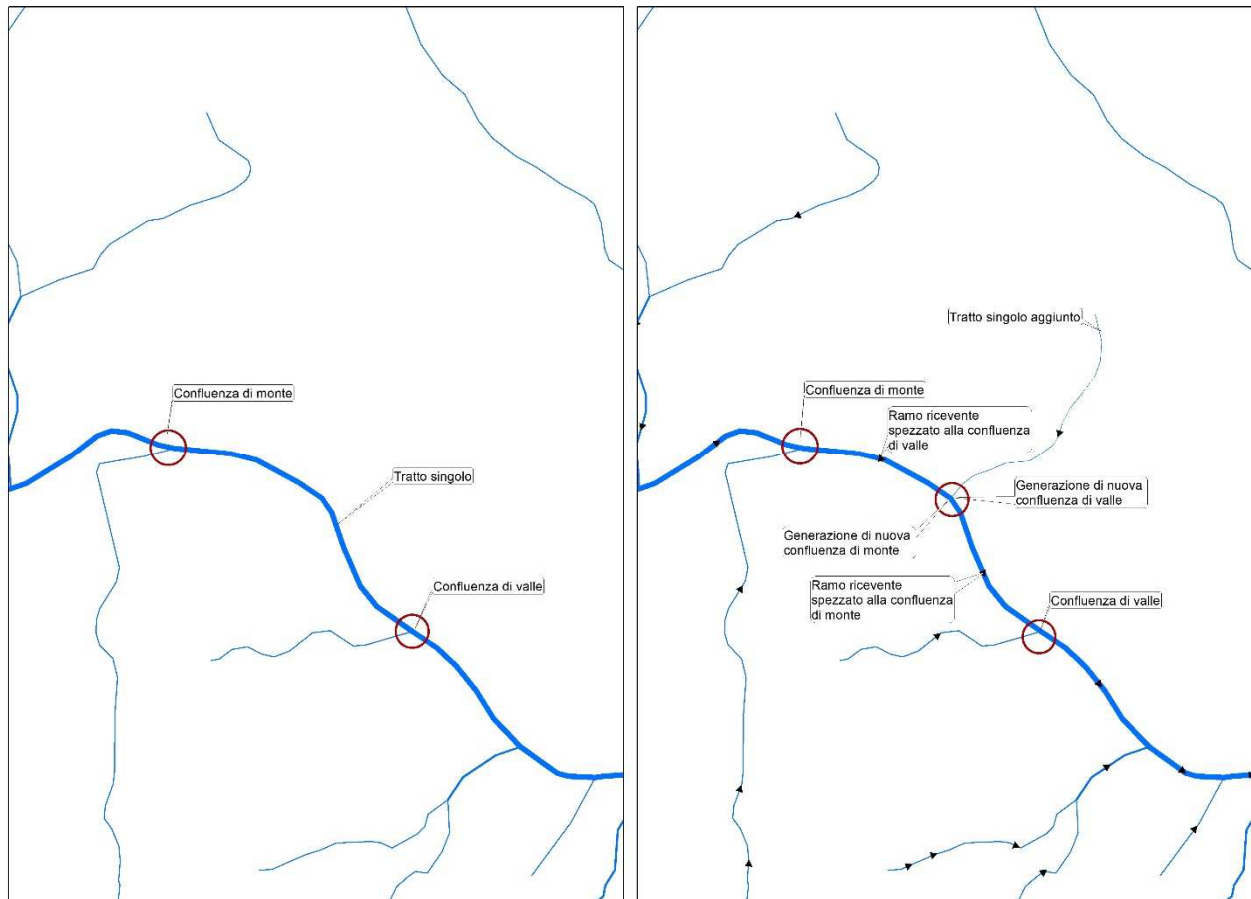 Confluenza di monte
Tratto singolo
Confluenza di valle
Tratto singolo aggiunto
Confluenza di monte
Ramo ricevente
spezzato alla confluenza
di valle
Generazione di nuova
confluenza di valle
Generazione di nuova
confluenza di monte
Ramo ricevente
spezzato alla confluenza
di monte
Confluenza di valle